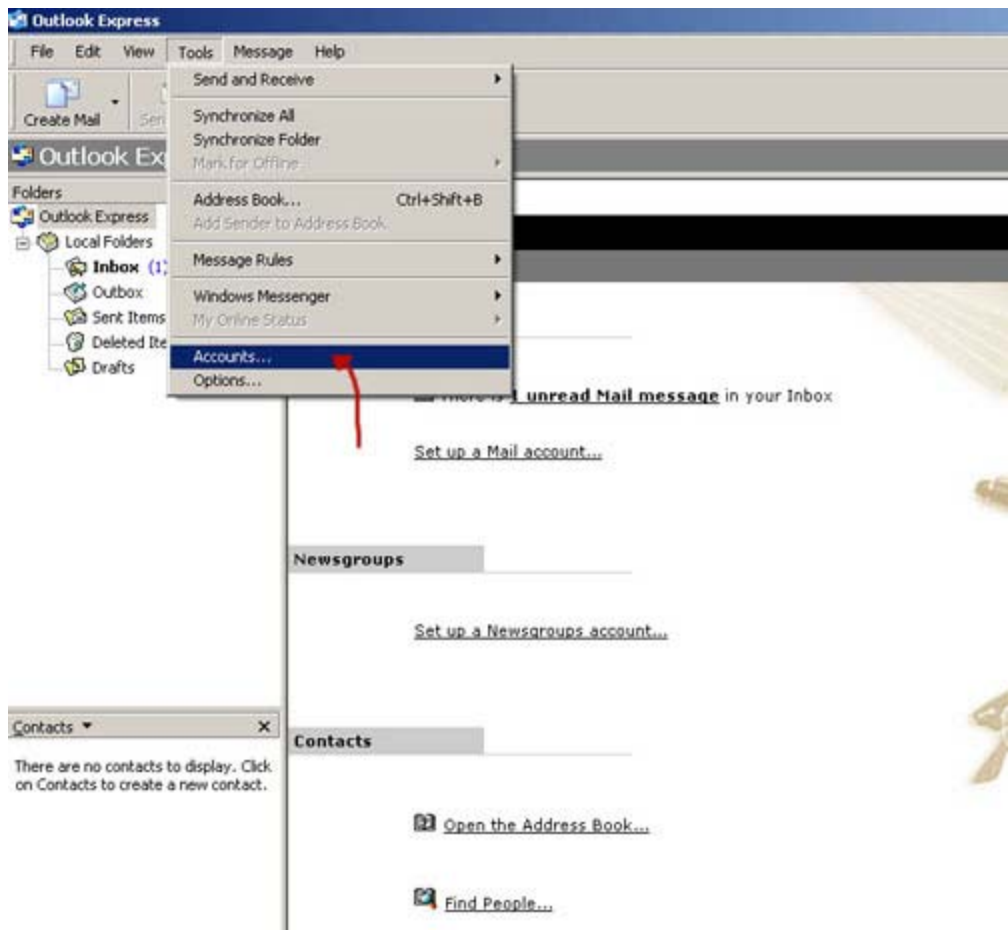 Outlook Express
File Edit View Tools Message Help
Create Mail
Send and Receive
Synchronize All
Synchronize Folder
Mark for Offline
Address Book... Ctrl+Shift+B
Add Sender to Address Book
Message Rules
Windows Messenger
My Online Status
Accounts...
Options...
Outlook Ex
Folders
Outlook Express
Local Folders
Inbox (1)
Outbox
Sent Items
Deleted Ite
Drafts
unread Mail message in your Inbox
Set up a Mail account...
Newsgroups
Set up a Newsgroups account...
Contacts
There are no contacts to display. Click
on Contacts to create a new contact.
Contacts
Open the Address Book...
Find People...